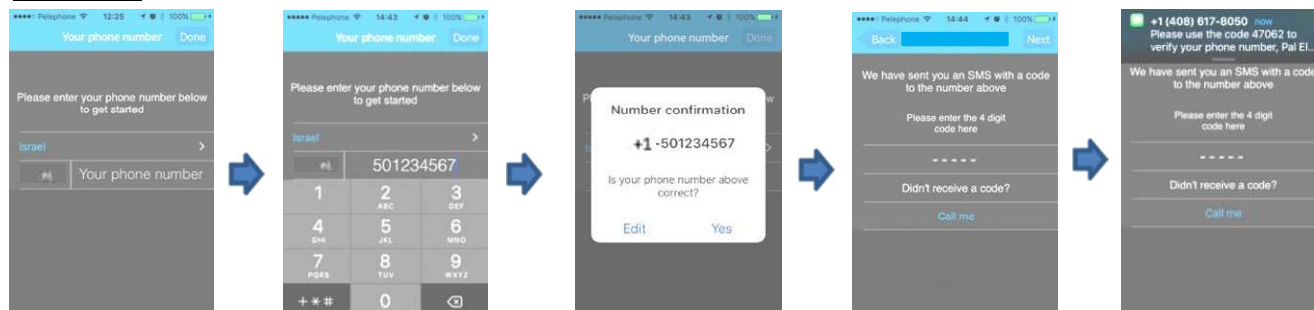 Pelephone 12:25 100%
Your phone number Done
Please enter your phone number below
to get started
Israel >
Your phone number
Pelephone 14:43 100%
Your phone number Done
Please enter your phone number below
to get started
Israel >
501234567
1 2 3
ABC DEF
4 5 6
GHI JKL MNO
7 8 9
PQRS TUV WXYZ
+*# 0
Pelephone 14:43 100%
Your phone number Done
Number confirmation
+1-501234567
Is your phone number above
correct?
Edit Yes
Pelephone 14:44 100%
Back Next
We have sent you an SMS with a code
to the number above
Please enter the 4 digit
code here
- - - - -
Didn't receive a code?
Call me
+1 (408) 617-8050 now
Please use the code 47062 to
verify your phone number, Pal El...
We have sent you an SMS with a code
to the number above
Please enter the 4 digit
code here
- - - - -
Didn't receive a code?
Call me